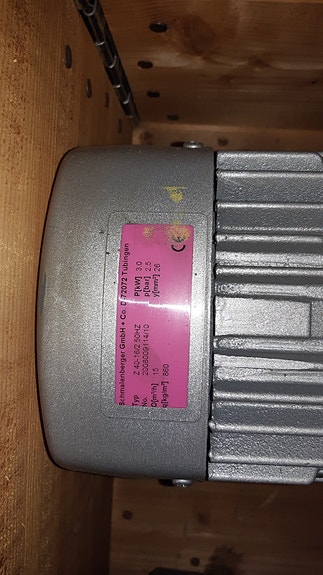 Schmalenberger GmbH + Co. D-72072 Tübingen
Typ Z 40-16/2 50HZ P[kW] 3,0
No. 2008009114/10 p[bar] 2,5
Q[m³/h] 15 γ[mm²] 26
ϱ[kg/m³] 860
CE